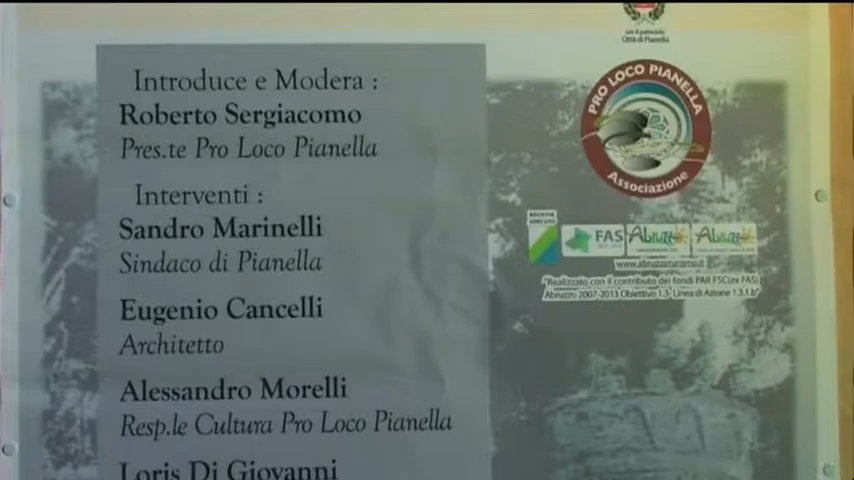 Introduce e Modera :
Roberto Sergiacomo
Pres.te Pro Loco Pianella
Interventi :
Sandro Marinelli
Sindaco di Pianella
Eugenio Cancelli
Architetto
Alessandro Morelli
Resp.le Cultura Pro Loco Pianella
Loris Di Giovanni
con il patrocinio
Città di Pianella
PRO LOCO PIANELLA
Associazione
REGIONE
ABRUZZO
FAS
Abruzzo
Abruzzo
www.abruzzoturismo.it
"Realizzato con il contributo dei fondi PAR FSC(ex FAS)
Abruzzo 2007-2013 Obiettivo 1.3- Linea di Azione 1.3.1.b"